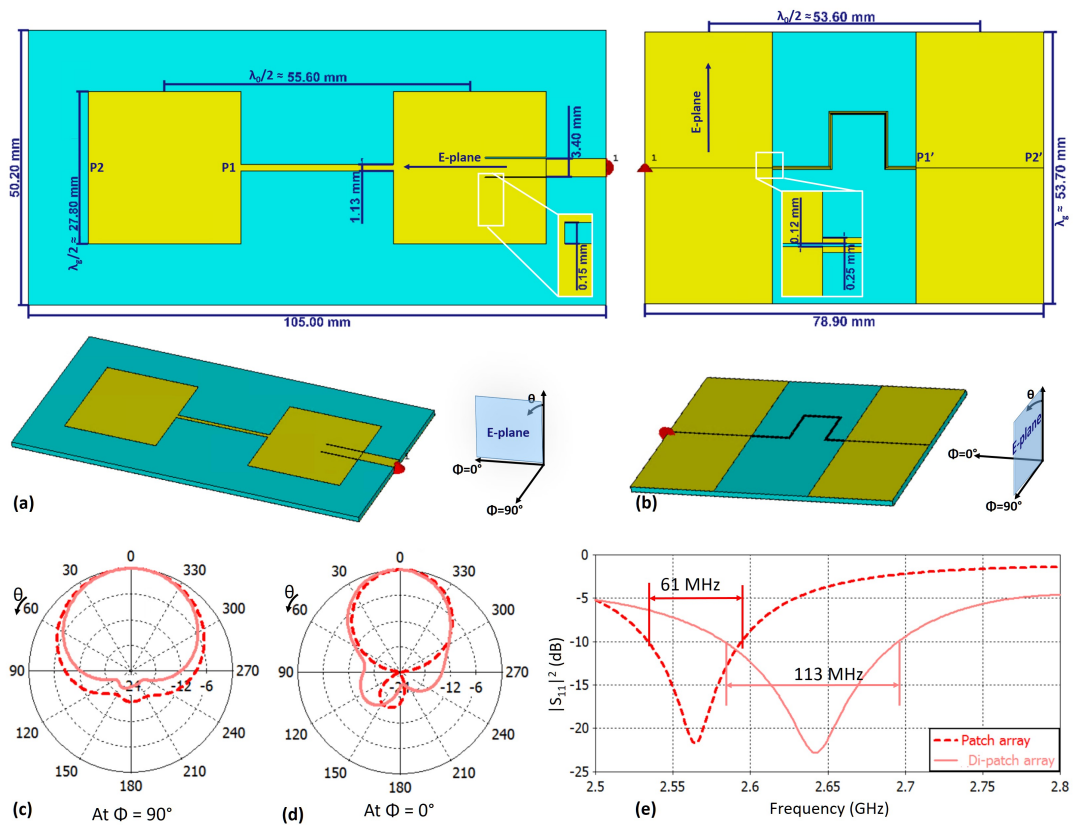 λ₀/2 ≈ 55.60 mm
50.20 mm
λg/2 ≈ 27.80 mm
P2
P1
E-plane
3.40 mm
1
1.13 mm
0.15 mm
105.00 mm
λ₀/2 ≈ 53.60 mm
E-plane
1
P1'
P2'
0.12 mm
0.25 mm
λg ≈ 53.70 mm
78.90 mm
1
θ
E-plane
Φ=0°
Φ=90°
(a)
θ
E-plane
Φ=0°
Φ=90°
(b)
0
30
330
θ
60
300
90
270
-24
-12
-6
120
240
150
210
180
(c)
At Φ = 90°
0
30
330
θ
60
300
90
270
-12
-6
120
240
150
210
180
(d)
At Φ = 0°
0
-5
-10
-15
-20
-25
|S₁₁|² (dB)
61 MHz
113 MHz
Patch array
Di-patch array
2.5
2.6
2.7
2.8
2.55
2.65
2.75
Frequency (GHz)
(e)